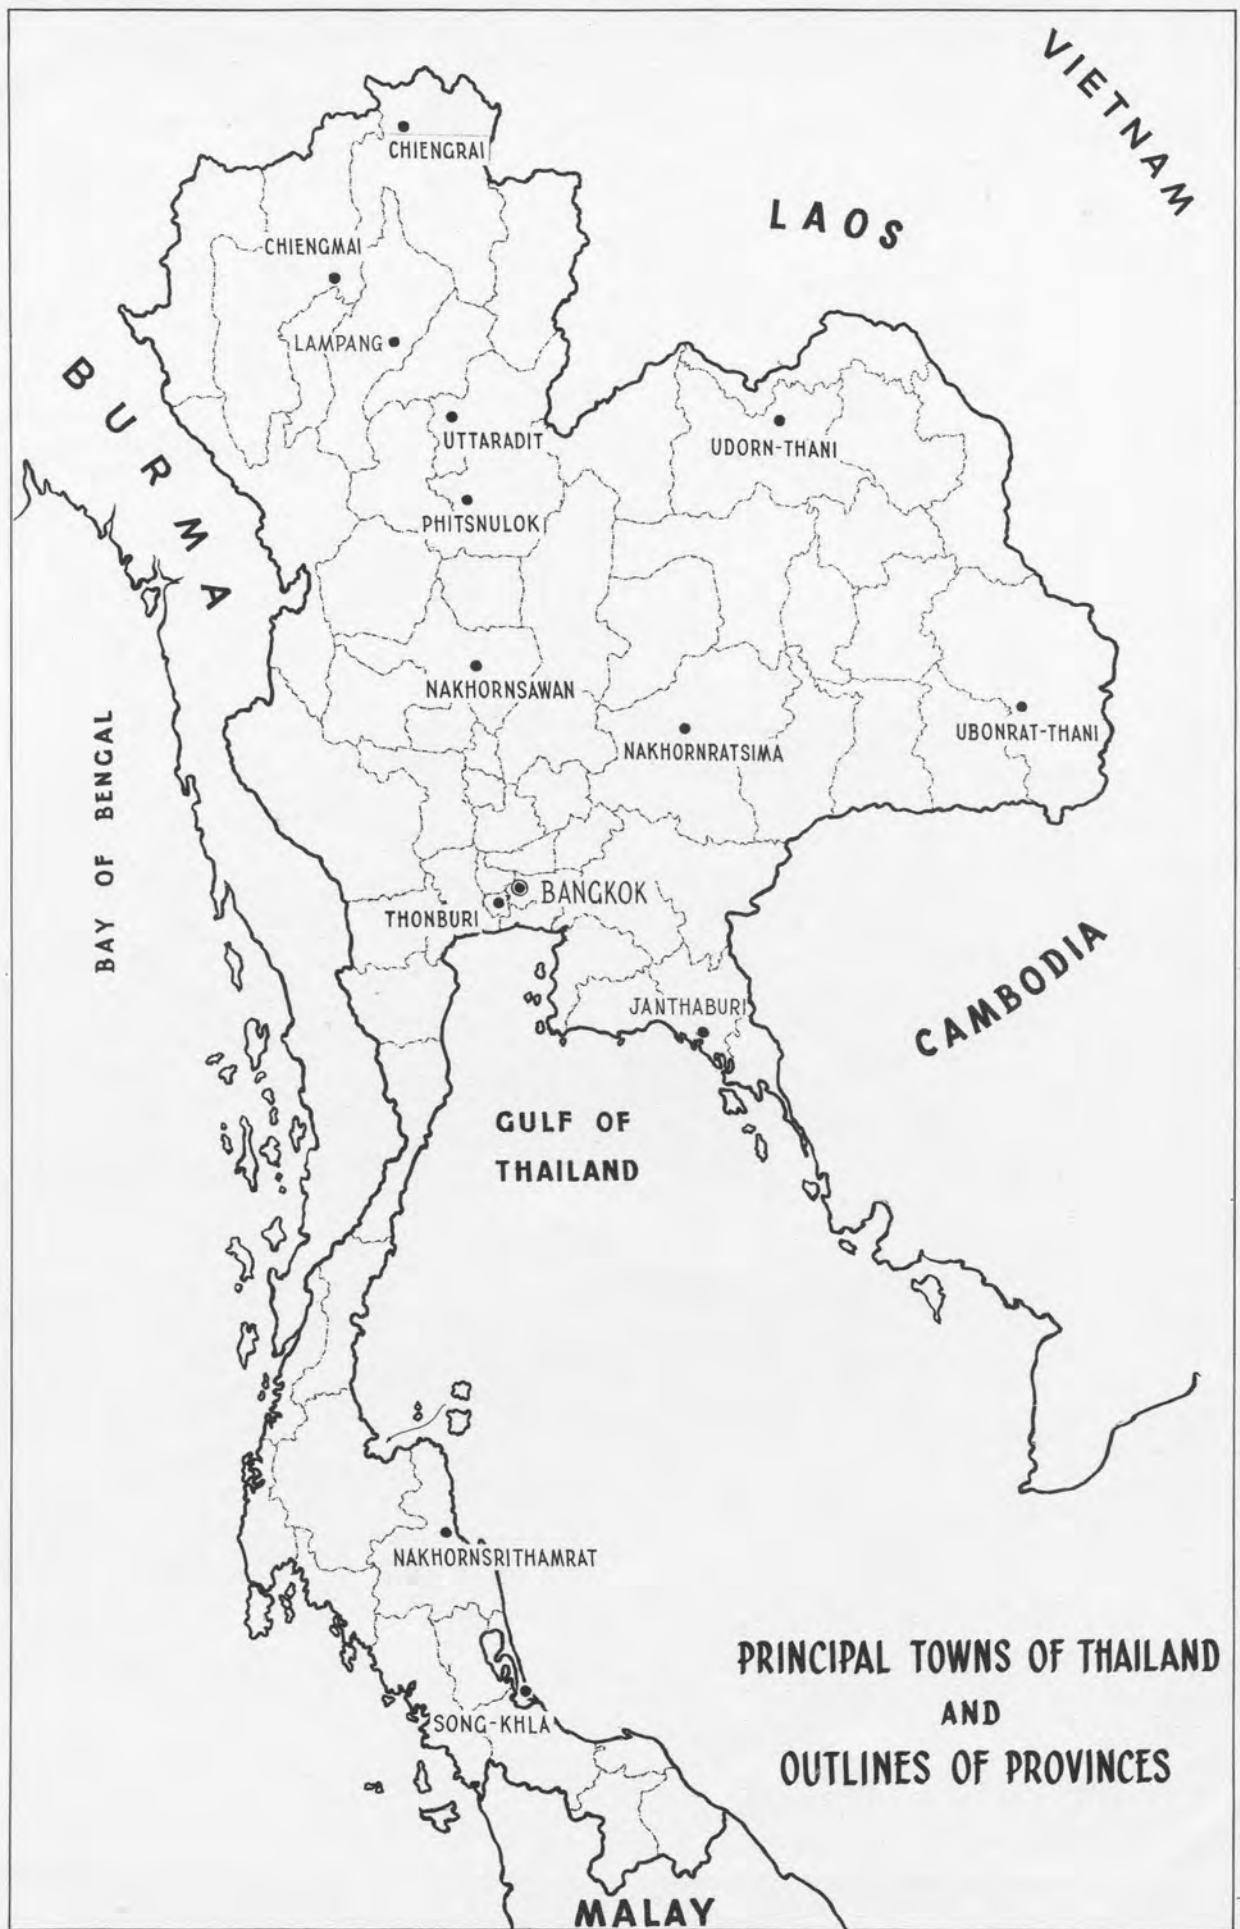 VIETNAM
CHIENGRAI
LAOS
CHIENGMAI
LAMPANG
BURMA
UTTARADIT
UDORN-THANI
PHITSNULOK
NAKHORNSAWAN
UBONRAT-THANI
NAKHORNRATSIMA
BAY OF BENGAL
BANGKOK
THONBURI
CAMBODIA
JANTHABURI
GULF OF
THAILAND
NAKHORNSRITHAMRAT
PRINCIPAL TOWNS OF THAILAND
AND
OUTLINES OF PROVINCES
SONG-KHLA
MALAY